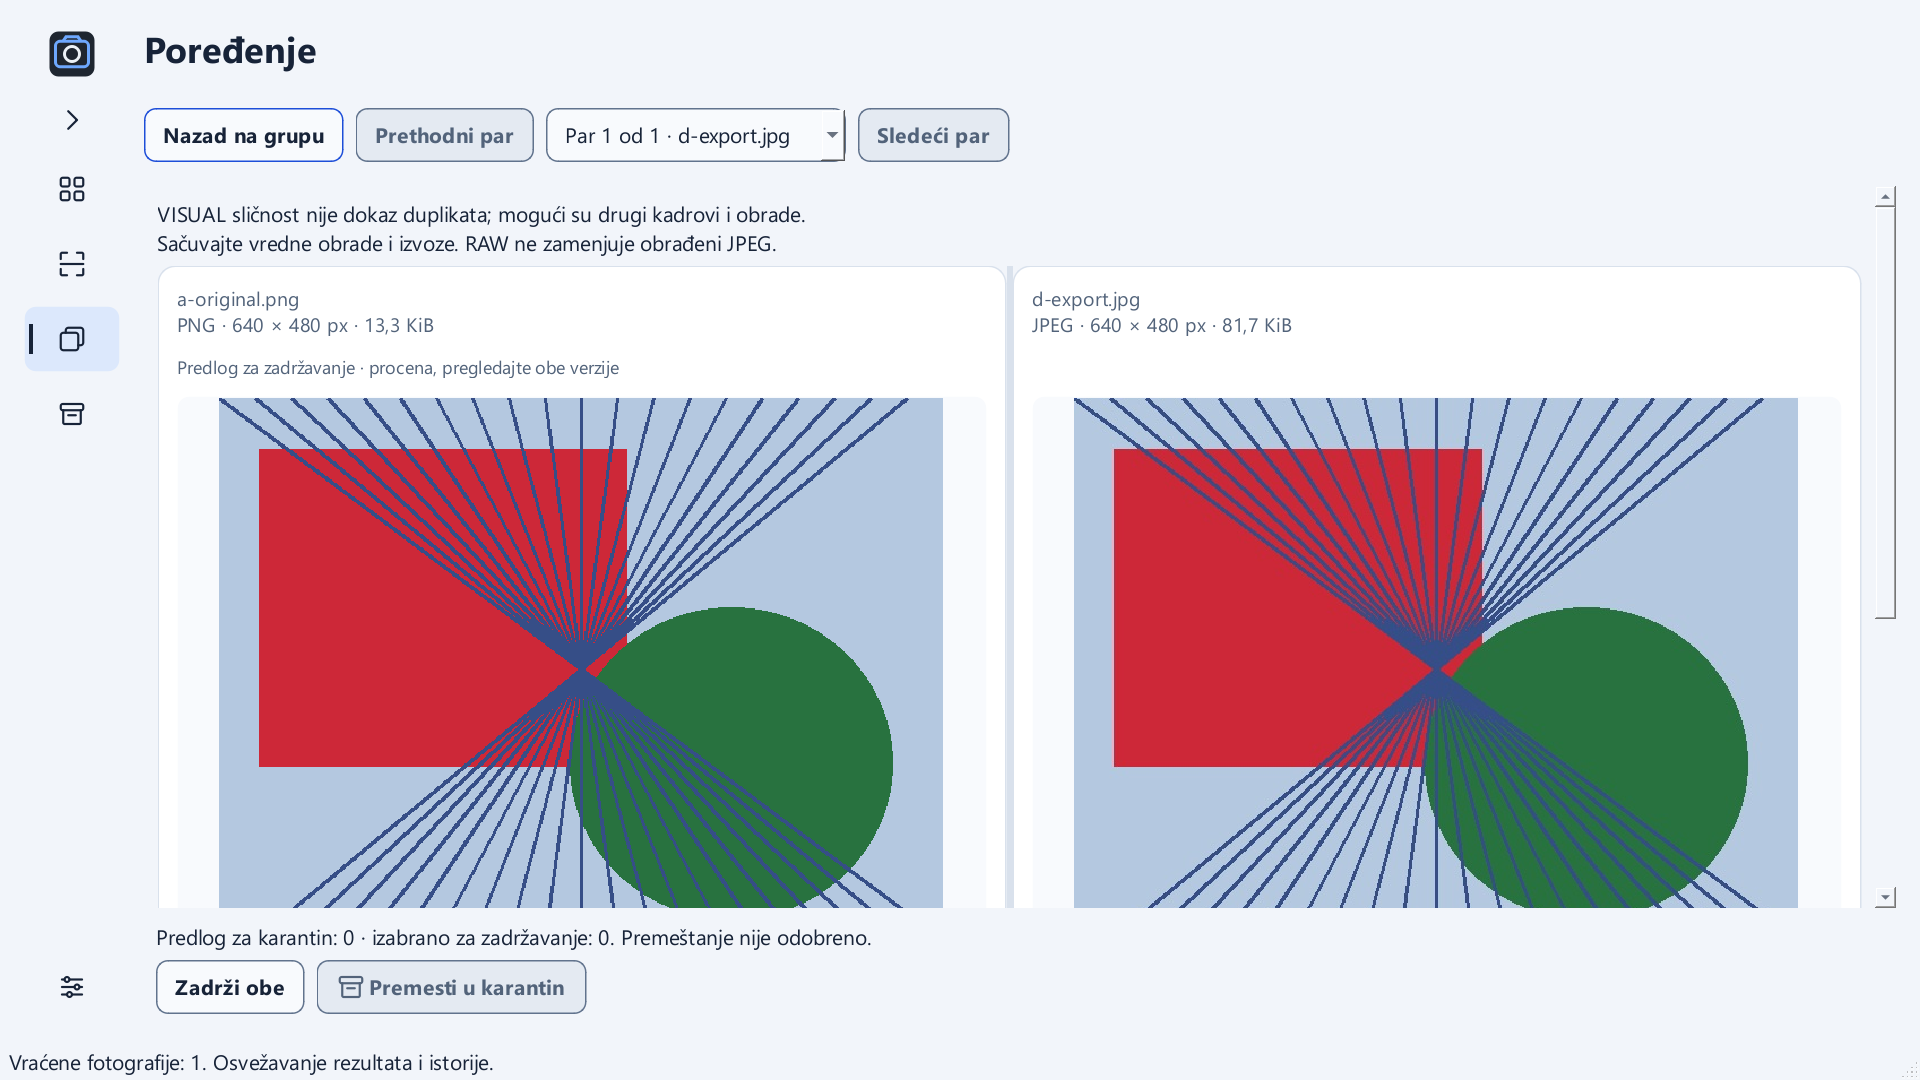 Poređenje
Nazad na grupu
Prethodni par
Par 1 od 1 · d-export.jpg
Sledeći par
VISUAL sličnost nije dokaz duplikata; mogući su drugi kadrovi i obrade.
Sačuvajte vredne obrade i izvoze. RAW ne zamenjuje obrađeni JPEG.
a-original.png
PNG · 640 × 480 px · 13,3 KiB
Predlog za zadržavanje · procena, pregledajte obe verzije
d-export.jpg
JPEG · 640 × 480 px · 81,7 KiB
Predlog za karantin: 0 · izabrano za zadržavanje: 0. Premeštanje nije odobreno.
Zadrži obe
Premesti u karantin
Vraćene fotografije: 1. Osvežavanje rezultata i istorije.